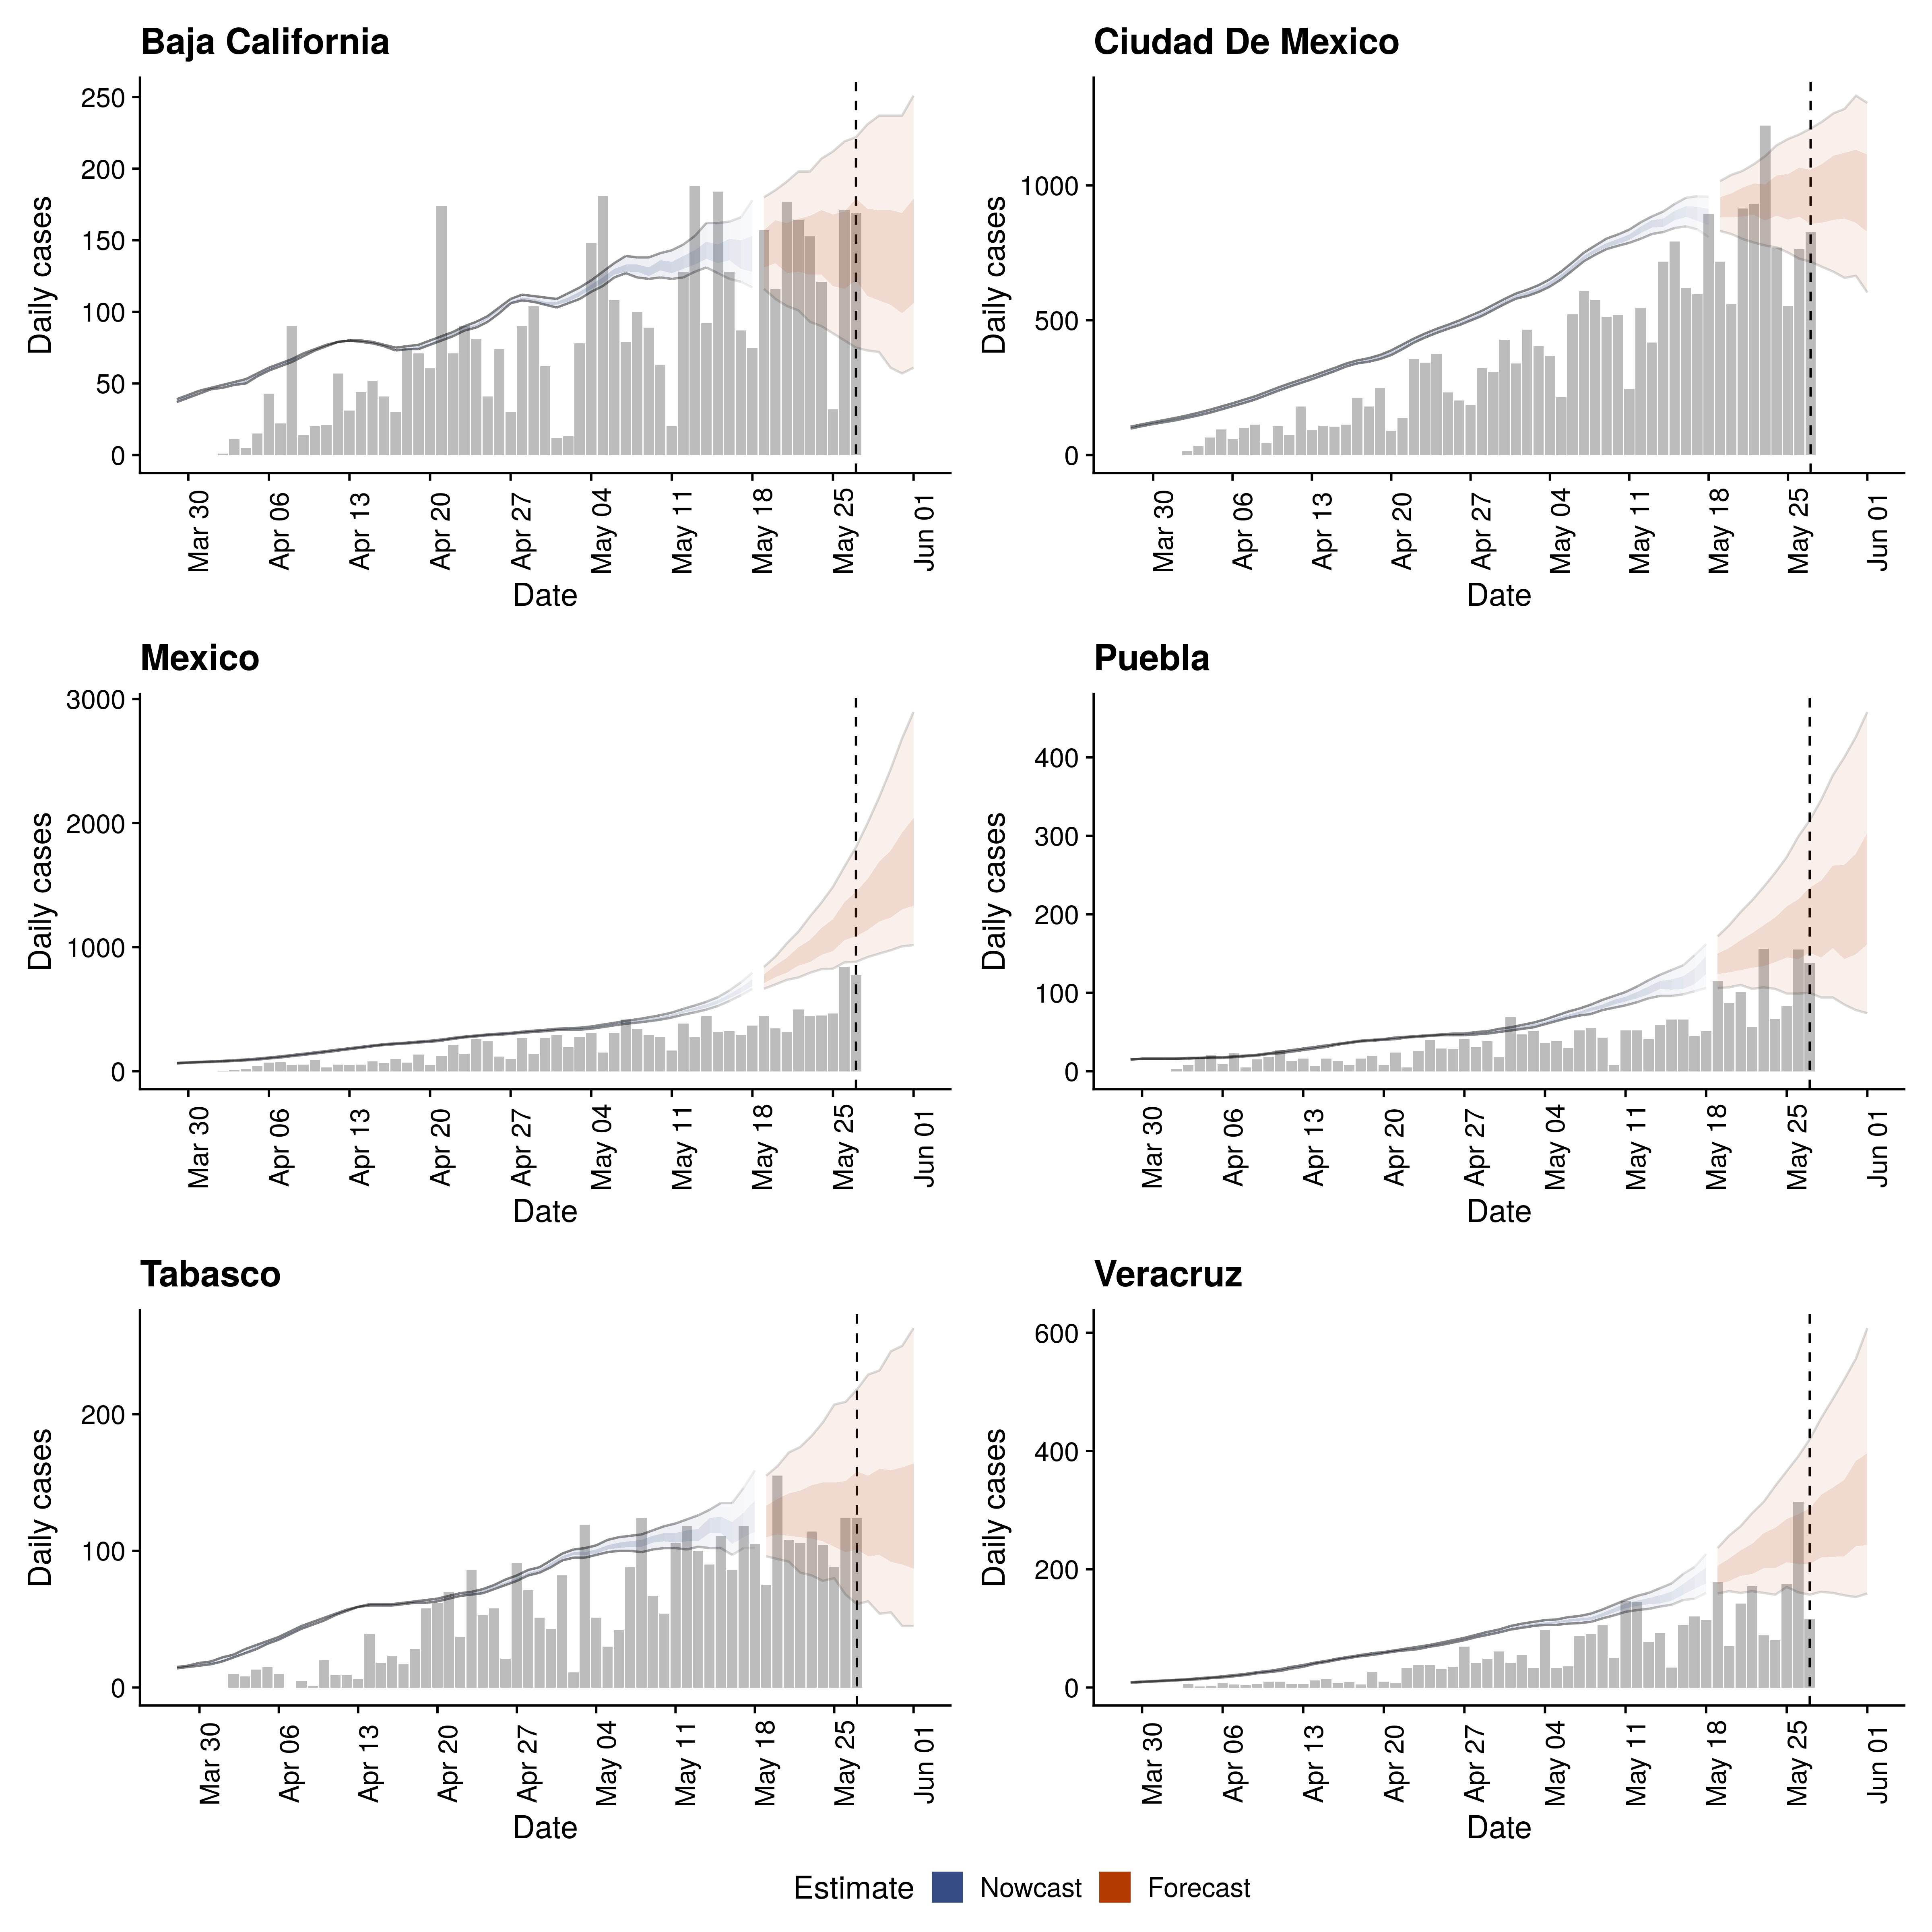 Baja California
Daily cases
250
200
150
100
50
0
Mar 30
Apr 06
Apr 13
Apr 20
Apr 27
May 04
May 11
May 18
May 25
Jun 01
Date
Ciudad De Mexico
Daily cases
1000
500
0
Mar 30
Apr 06
Apr 13
Apr 20
Apr 27
May 04
May 11
May 18
May 25
Jun 01
Date
Mexico
Daily cases
3000
2000
1000
0
Mar 30
Apr 06
Apr 13
Apr 20
Apr 27
May 04
May 11
May 18
May 25
Jun 01
Date
Puebla
Daily cases
400
300
200
100
0
Mar 30
Apr 06
Apr 13
Apr 20
Apr 27
May 04
May 11
May 18
May 25
Jun 01
Date
Tabasco
Daily cases
200
100
0
Mar 30
Apr 06
Apr 13
Apr 20
Apr 27
May 04
May 11
May 18
May 25
Jun 01
Date
Veracruz
Daily cases
600
400
200
0
Mar 30
Apr 06
Apr 13
Apr 20
Apr 27
May 04
May 11
May 18
May 25
Jun 01
Date
Estimate Nowcast Forecast